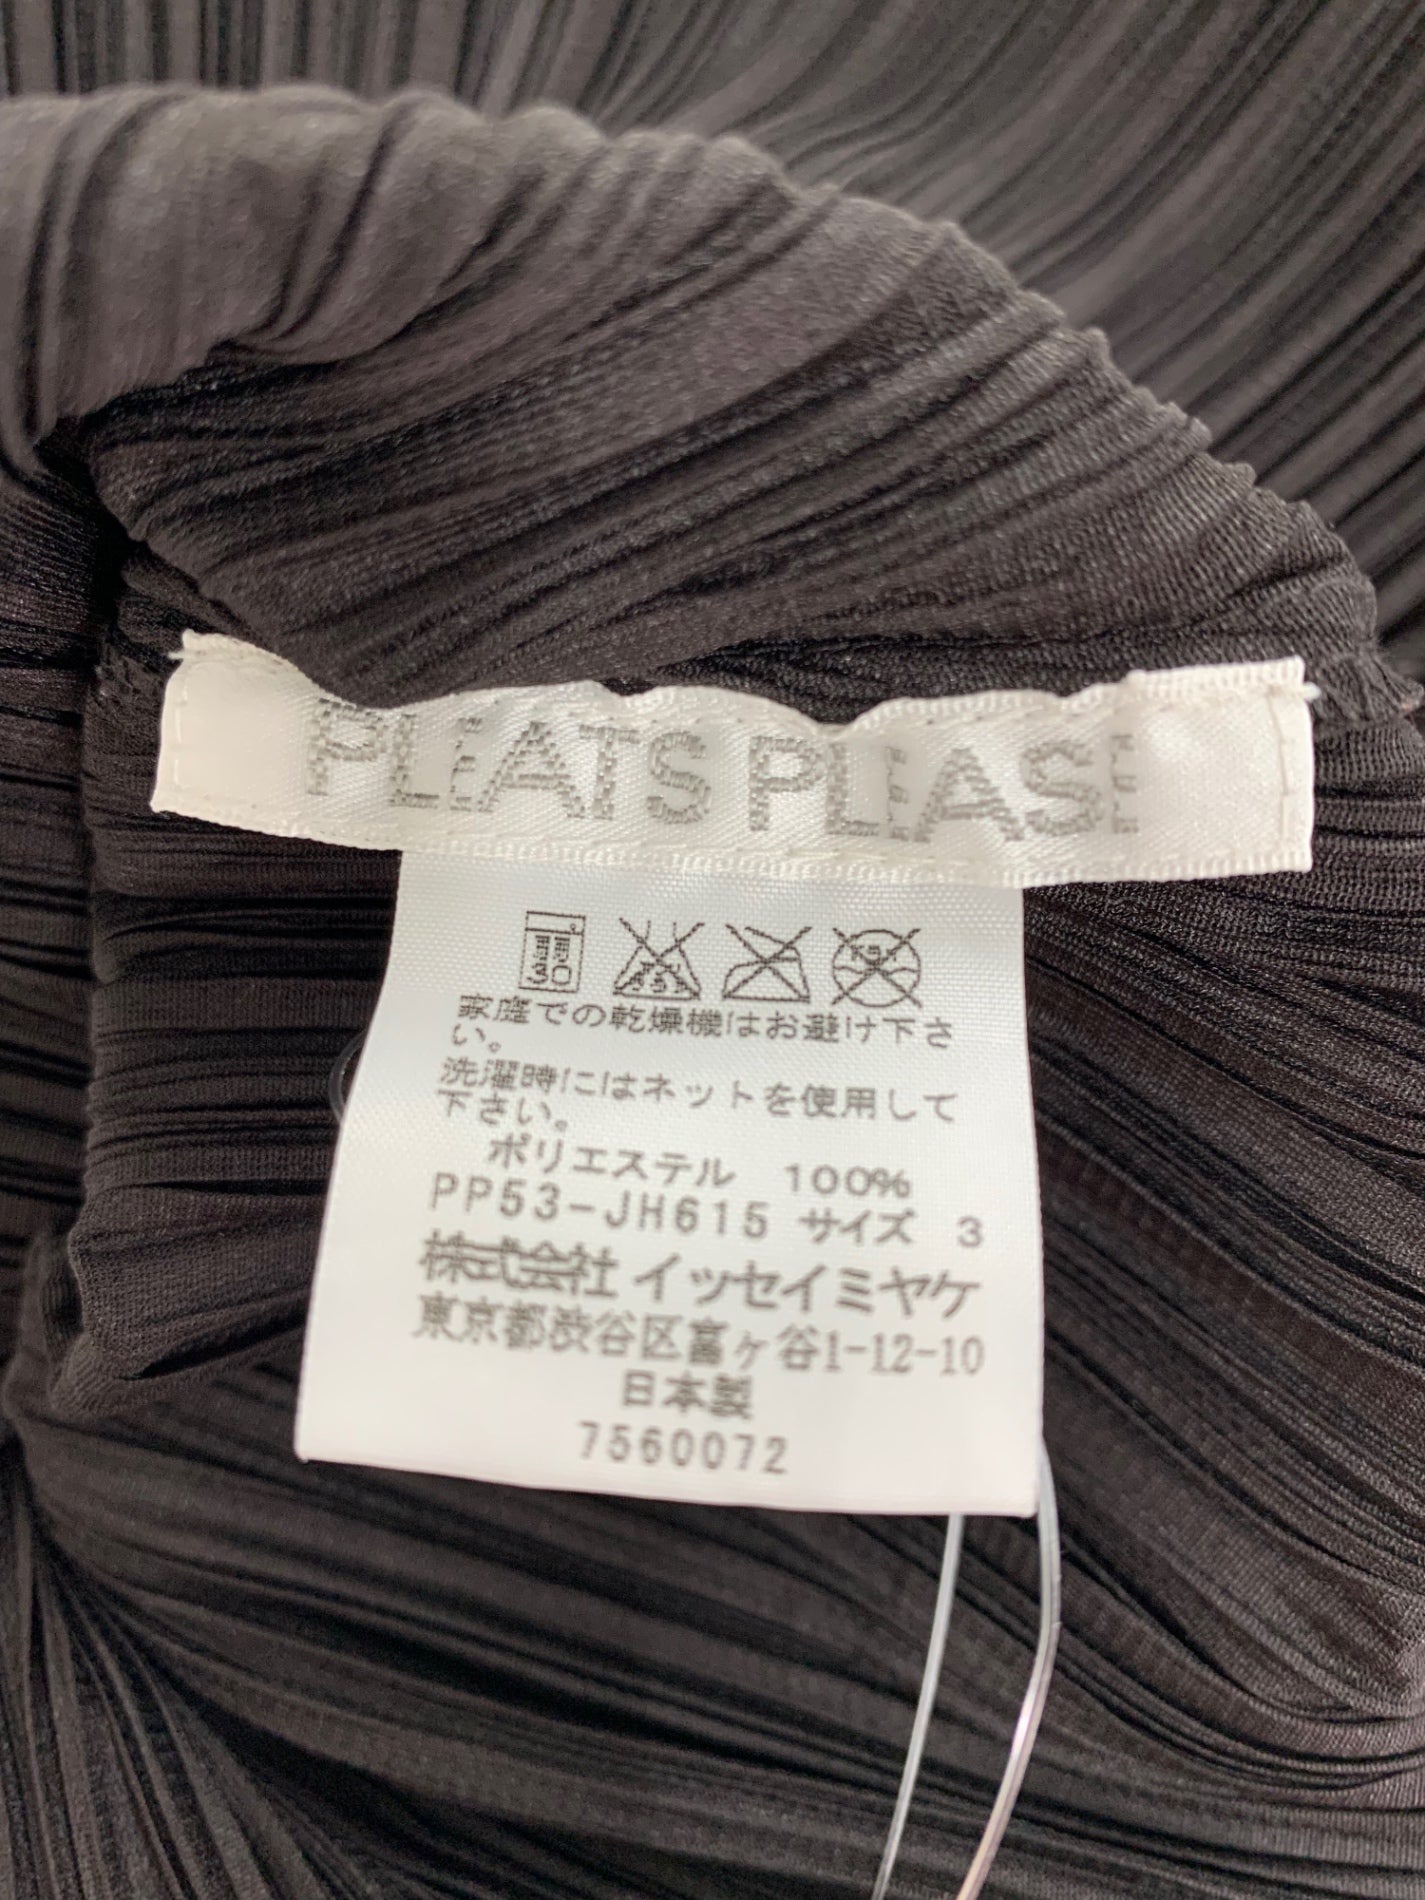 PLEATS PLEASE
家庭での乾燥機はお避け下さ
い。
洗濯時にはネットを使用して
下さい。
ポリエステル 100%
PP53-JH615 サイズ 3
株式会社 イッセイミヤケ
東京都渋谷区富ヶ谷1-12-10
日本製
7560072